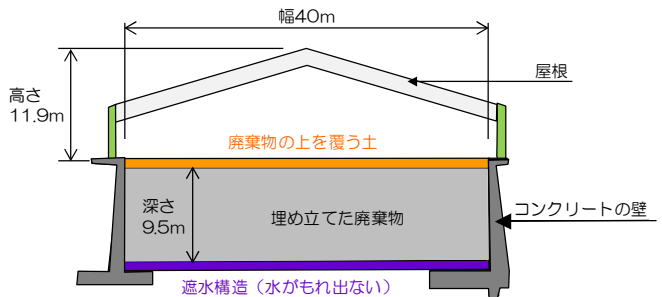 幅40m
屋根
高さ
11.9m
廃棄物の上を覆う土
深さ
9.5m
埋め立てた廃棄物
コンクリートの壁
遮水構造（水がもれ出ない）